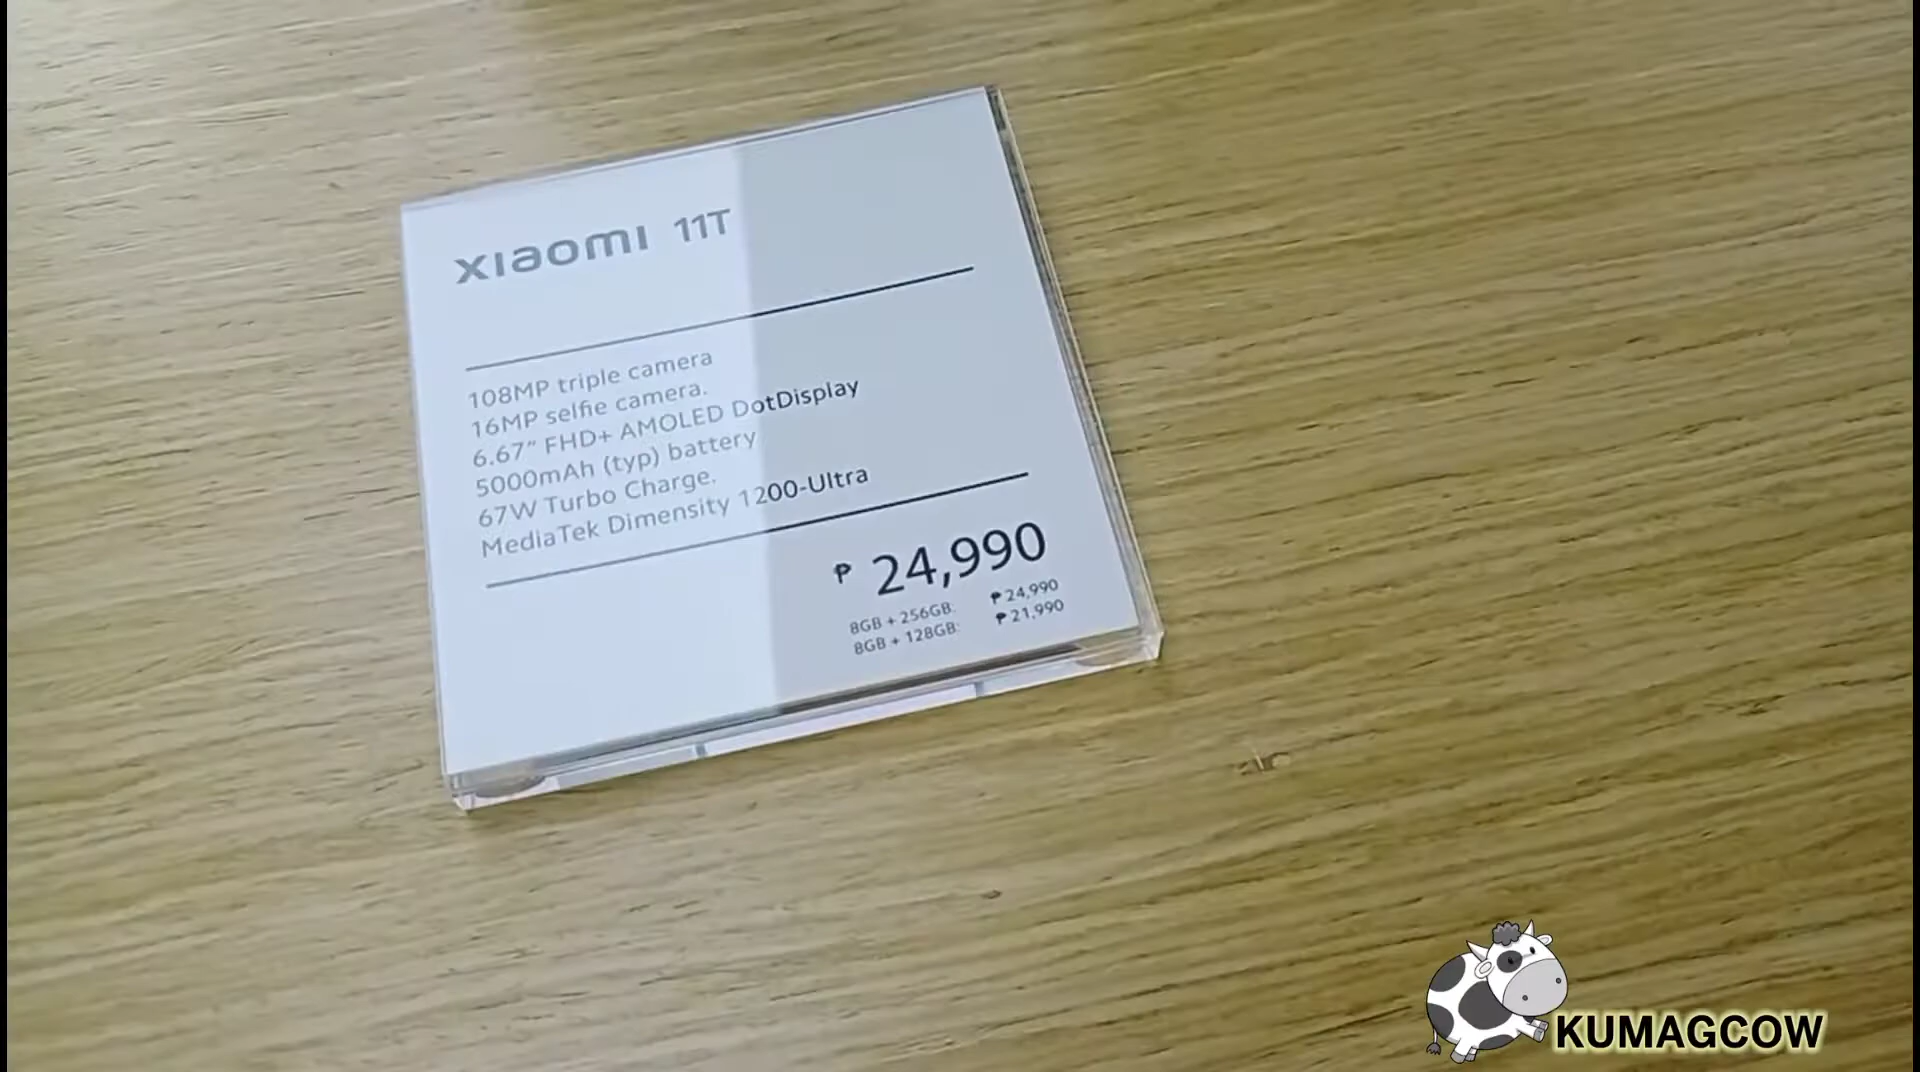 xiaomi 11T
108MP triple camera
16MP selfie camera.
6.67" FHD+ AMOLED DotDisplay
5000mAh (typ) battery
67W Turbo Charge.
MediaTek Dimensity 1200-Ultra
₱ 24,990
8GB + 256GB: ₱ 24,990
8GB + 128GB: ₱ 21,990
KUMAGCOW